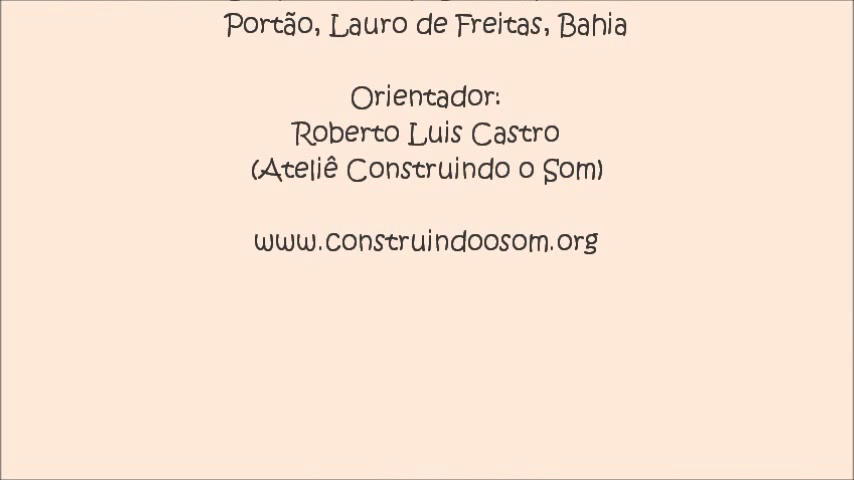 Portão, Lauro de Freitas, Bahia
Orientador:
Roberto Luis Castro
(Ateliê Construindo o Som)
www.construindoosom.org